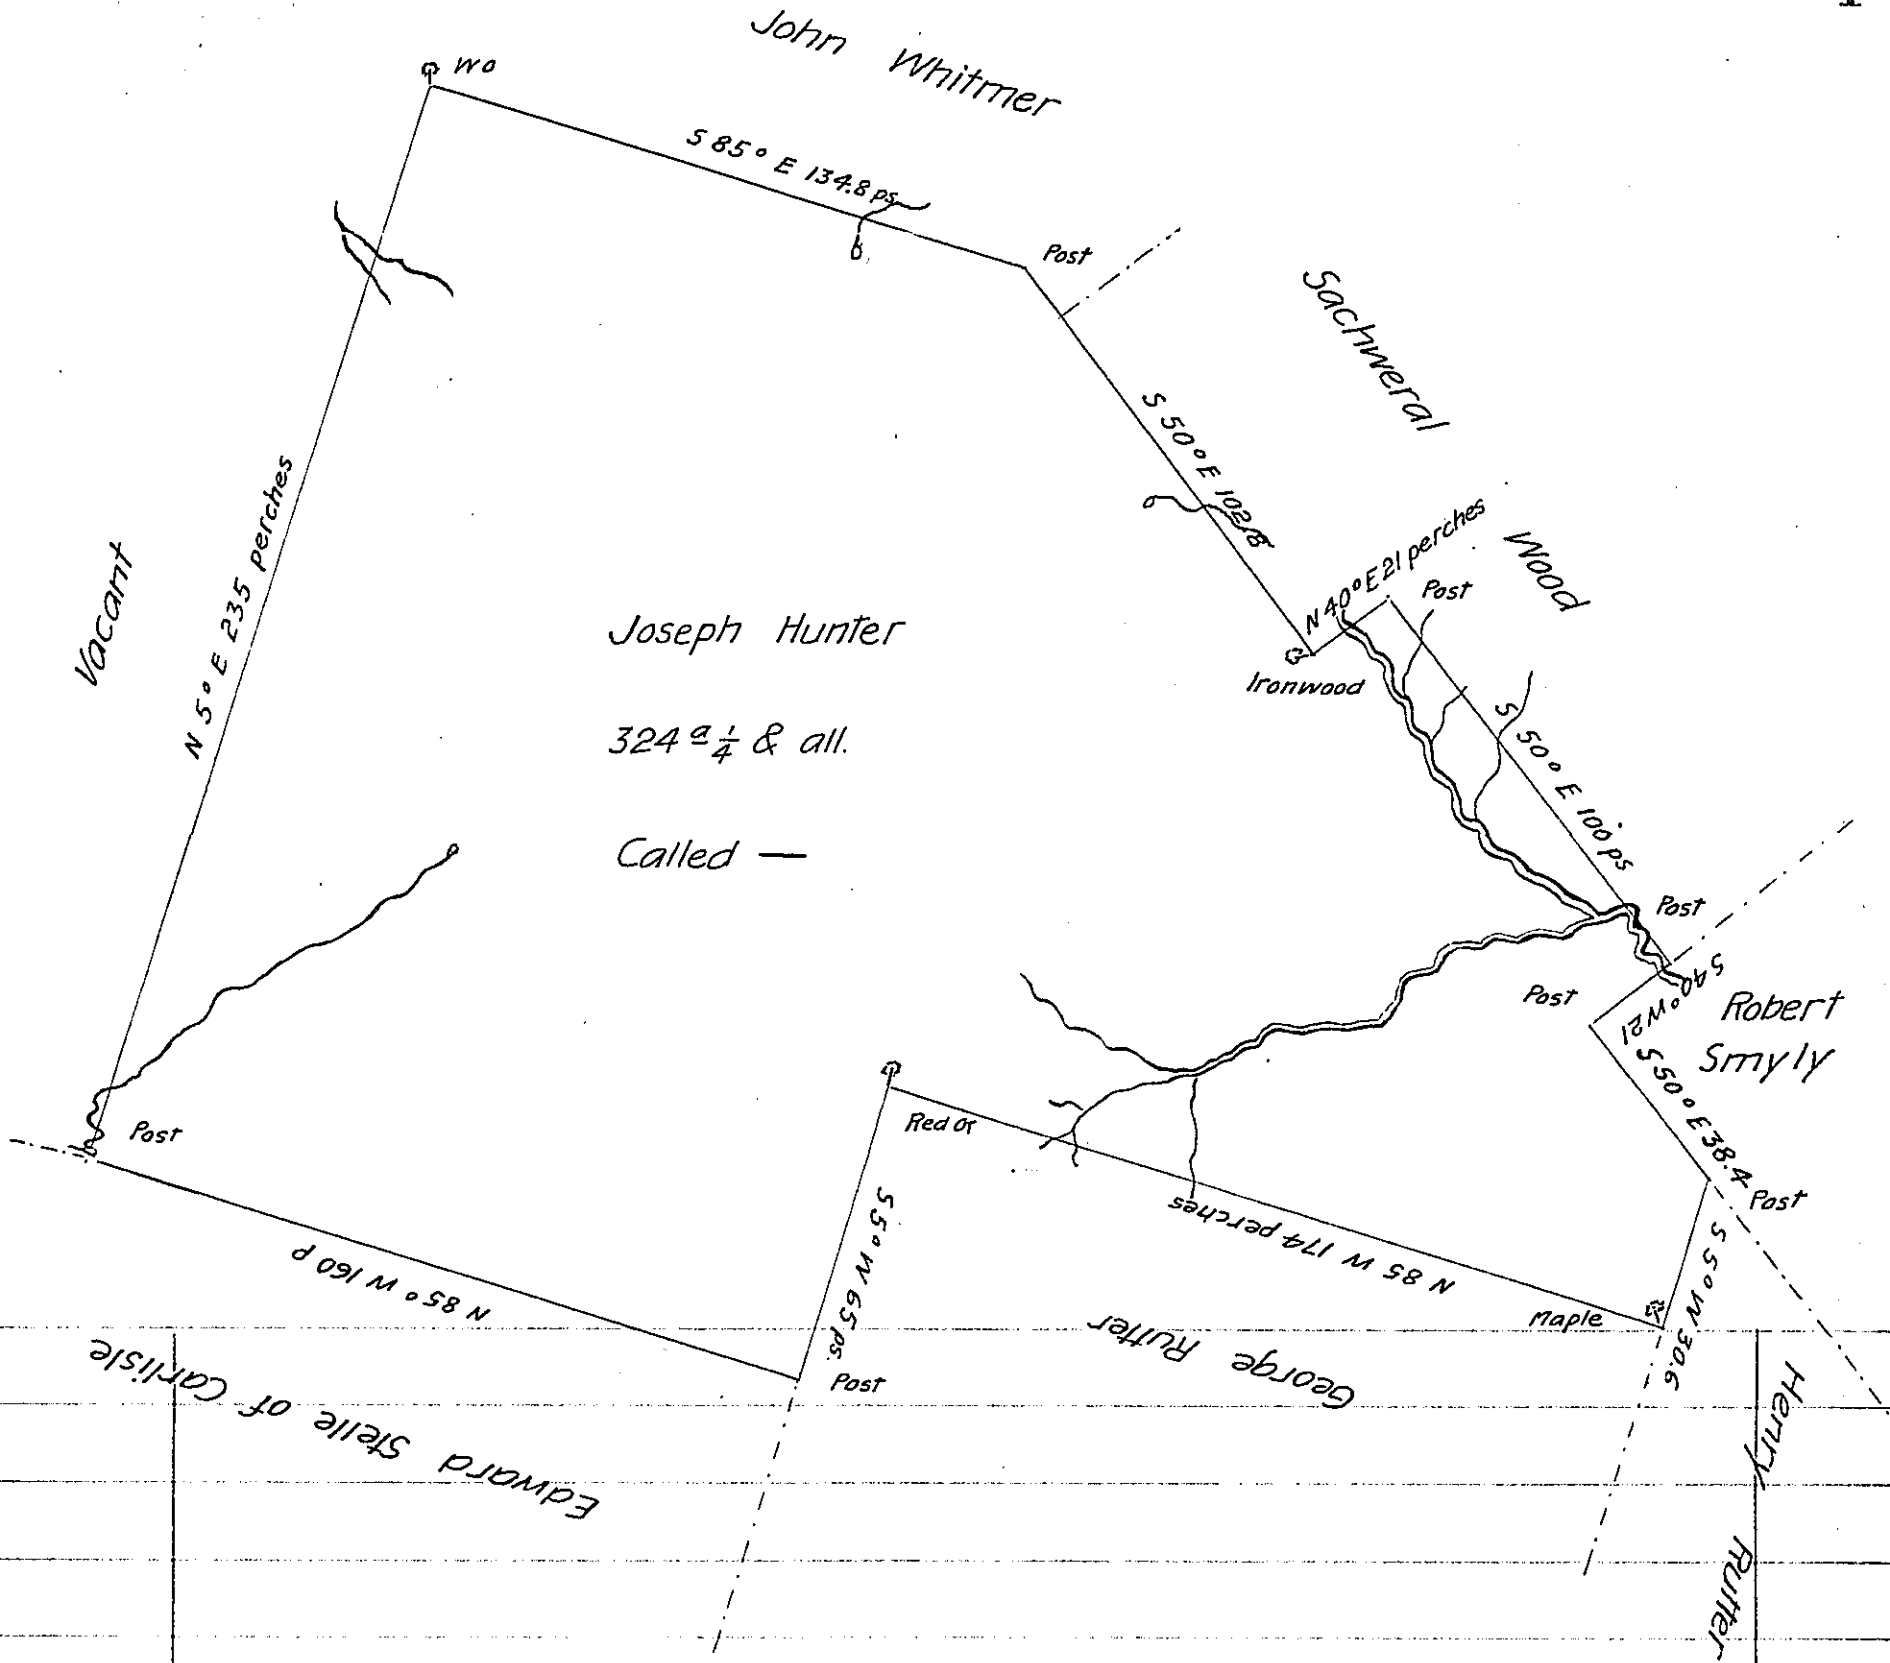 John Whitmer
WO
S 85° E 134.8 ps
Post
Sachweral
Wood
S 50° E 102.8
N 40° E 21 perches
Post
Ironwood
S 50° E 100 ps
Vacant
N 5° E 235 perches
Joseph Hunter
324 a 1/4 & all.
Called —
Post
S 40° W 21
Post
Robert
Smyly
S 50° E 38.4
Post
S 5° W 30.6
Maple
N 85 W 174 perches
Red O
S 5° W 65 ps.
Post
N 85° W 160 P
Post
George Rutter
Edward Stelle of Carlisle
Henry Rutter